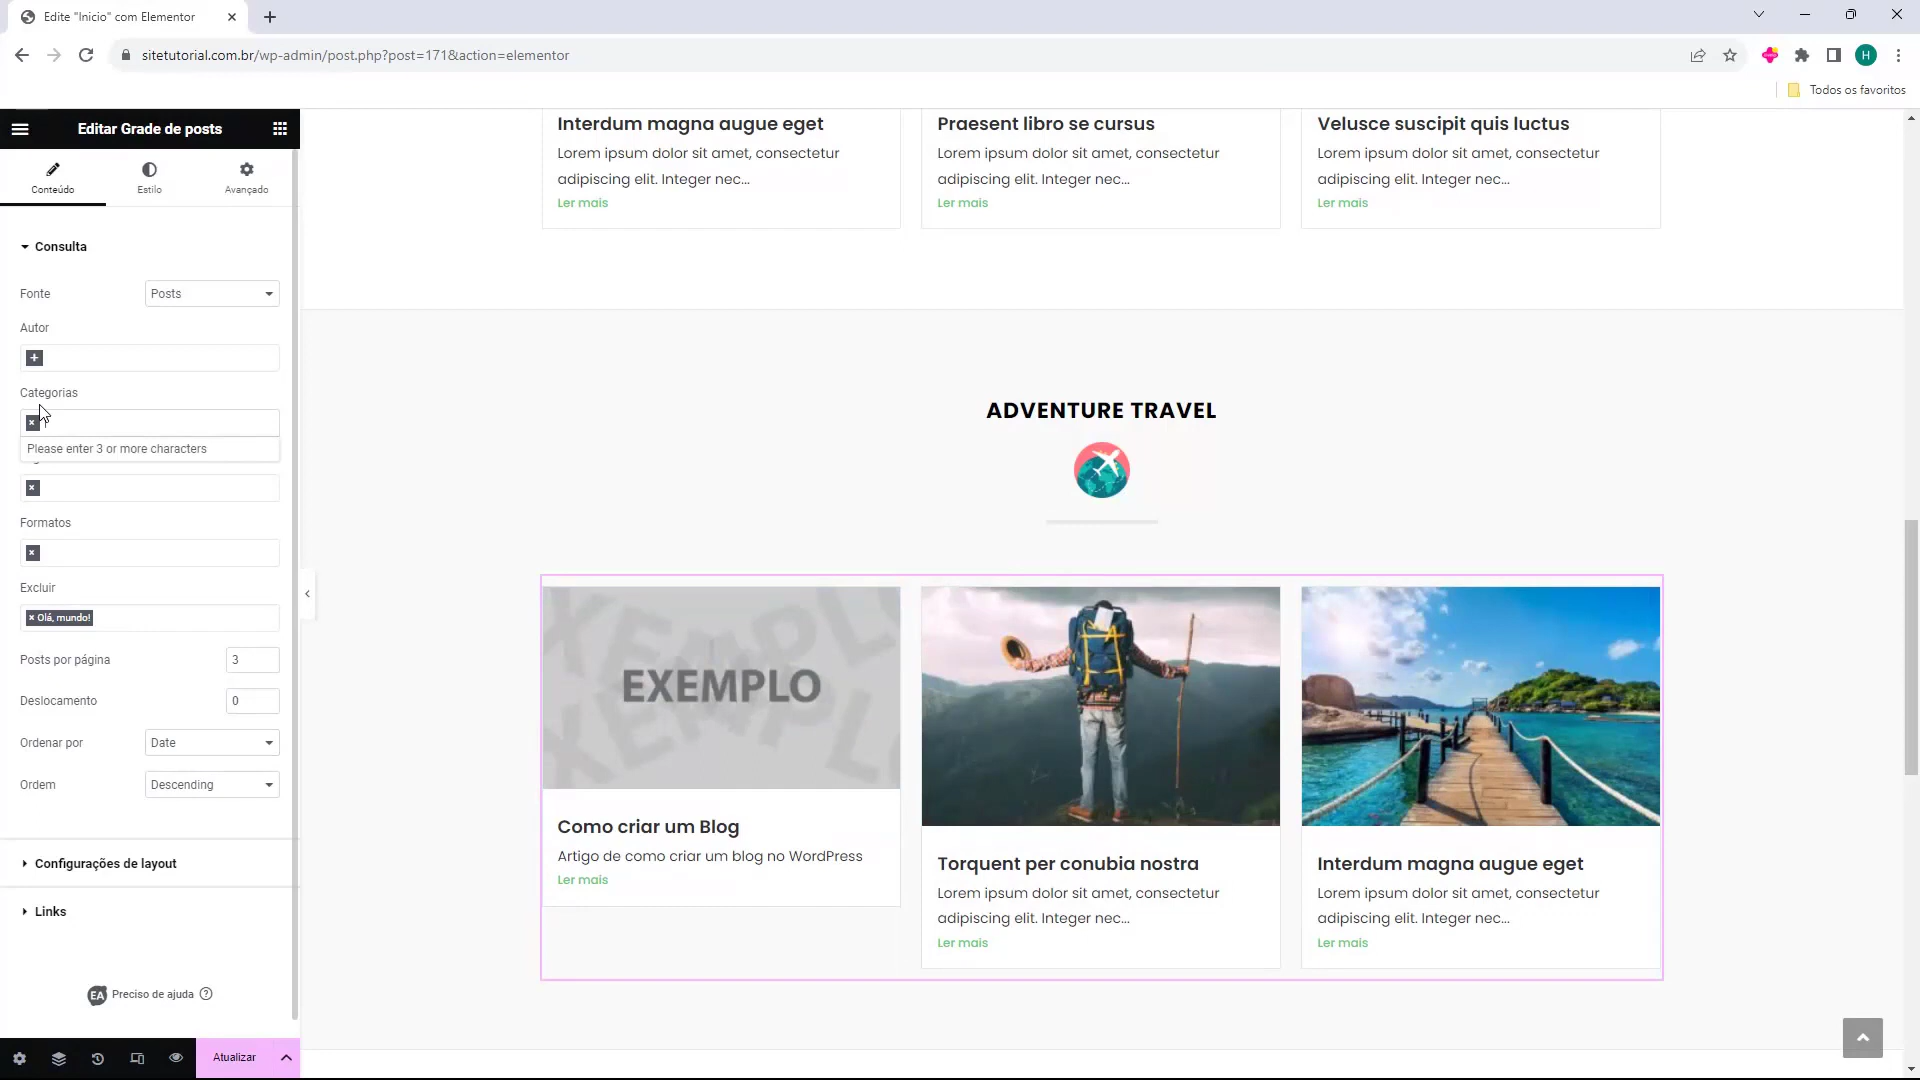 Edite "Inicio" com Elementor
sitetutorial.com.br/wp-admin/post.php?post=171&action=elementor
H
Todos os favoritos
Editar Grade de posts
Conteúdo
Estilo
Avançado
Consulta
Fonte
Posts
Autor
Categorias
Please enter 3 or more characters
Formatos
Excluir
× Olá, mundo!
Posts por página
3
Deslocamento
0
Ordenar por
Date
Ordem
Descending
Configurações de layout
Links
EA
Preciso de ajuda
Atualizar
Interdum magna augue eget
Lorem ipsum dolor sit amet, consectetur
adipiscing elit. Integer nec...
Ler mais
Praesent libro se cursus
Lorem ipsum dolor sit amet, consectetur
adipiscing elit. Integer nec...
Ler mais
Velusce suscipit quis luctus
Lorem ipsum dolor sit amet, consectetur
adipiscing elit. Integer nec...
Ler mais
ADVENTURE TRAVEL
EXEMPLO
Como criar um Blog
Artigo de como criar um blog no WordPress
Ler mais
Torquent per conubia nostra
Lorem ipsum dolor sit amet, consectetur
adipiscing elit. Integer nec...
Ler mais
Interdum magna augue eget
Lorem ipsum dolor sit amet, consectetur
adipiscing elit. Integer nec...
Ler mais